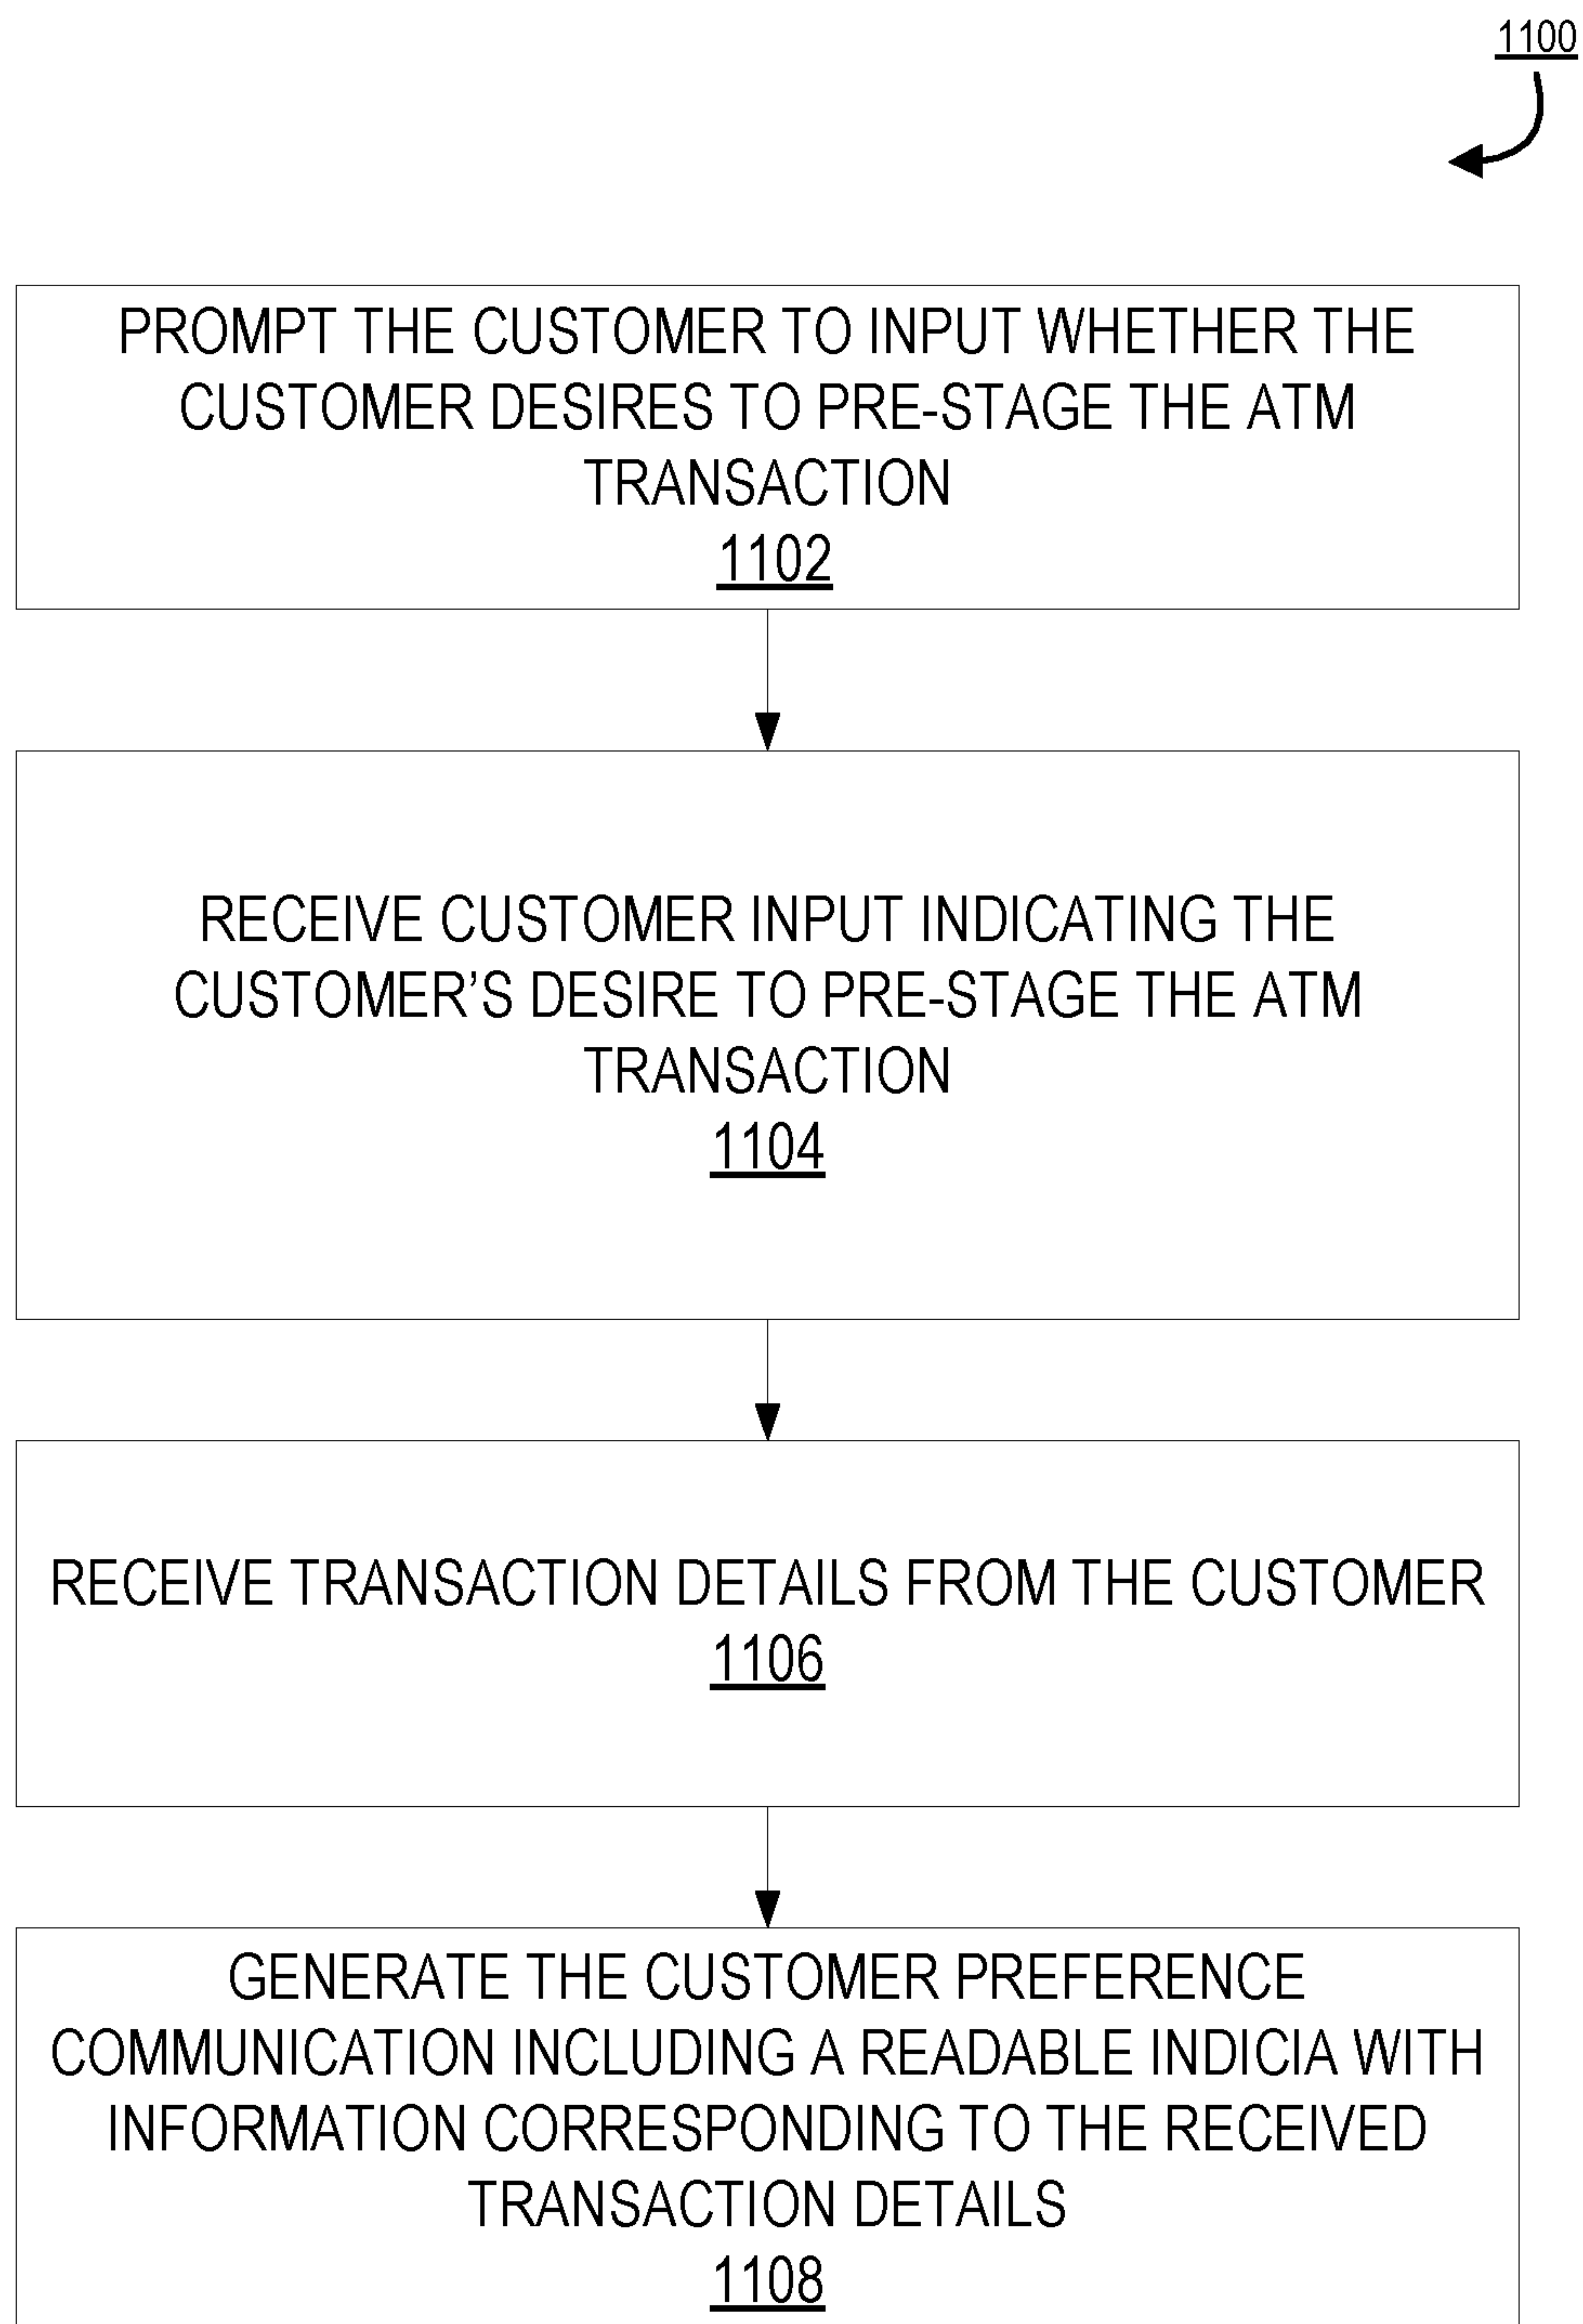 1100
PROMPT THE CUSTOMER TO INPUT WHETHER THE
CUSTOMER DESIRES TO PRE-STAGE THE ATM
TRANSACTION
1102
RECEIVE CUSTOMER INPUT INDICATING THE
CUSTOMER’S DESIRE TO PRE-STAGE THE ATM
TRANSACTION
1104
RECEIVE TRANSACTION DETAILS FROM THE CUSTOMER
1106
GENERATE THE CUSTOMER PREFERENCE
COMMUNICATION INCLUDING A READABLE INDICIA WITH
INFORMATION CORRESPONDING TO THE RECEIVED
TRANSACTION DETAILS
1108